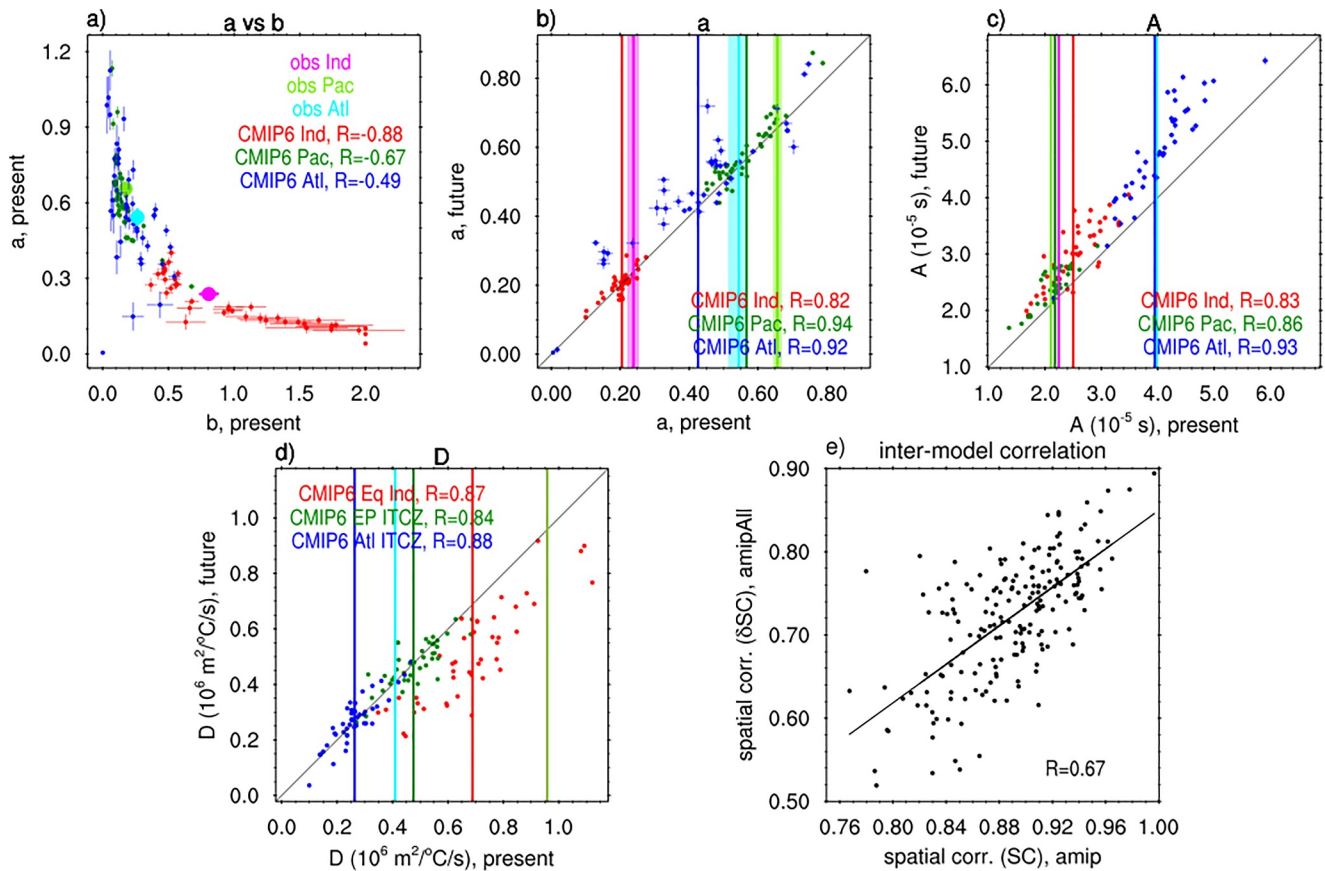 a)
a vs b
1.2
0.9
0.6
0.3
0.0
a, present
obs Ind
obs Pac
obs Atl
CMIP6 Ind, R=-0.88
CMIP6 Pac, R=-0.67
CMIP6 Atl, R=-0.49
0.0 0.5 1.0 1.5 2.0
b, present
b)
a
0.80
0.60
0.40
0.20
0.00
a, future
CMIP6 Ind, R=0.82
CMIP6 Pac, R=0.94
CMIP6 Atl, R=0.92
0.00 0.20 0.40 0.60 0.80
a, present
c)
A
6.0
5.0
4.0
3.0
2.0
1.0
A (10⁻⁵ s), future
CMIP6 Ind, R=0.83
CMIP6 Pac, R=0.86
CMIP6 Atl, R=0.93
1.0 2.0 3.0 4.0 5.0 6.0
A (10⁻⁵ s), present
d)
D
1.0
0.8
0.6
0.4
0.2
0.0
D (10⁶ m²/°C/s), future
CMIP6 Eq Ind, R=0.87
CMIP6 EP ITCZ, R=0.84
CMIP6 Atl ITCZ, R=0.88
0.0 0.2 0.4 0.6 0.8 1.0
D (10⁶ m²/°C/s), present
e)
inter-model correlation
0.90
0.80
0.70
0.60
0.50
spatial corr. (δSC), amipAll
R=0.67
0.76 0.80 0.84 0.88 0.92 0.96 1.00
spatial corr. (SC), amip